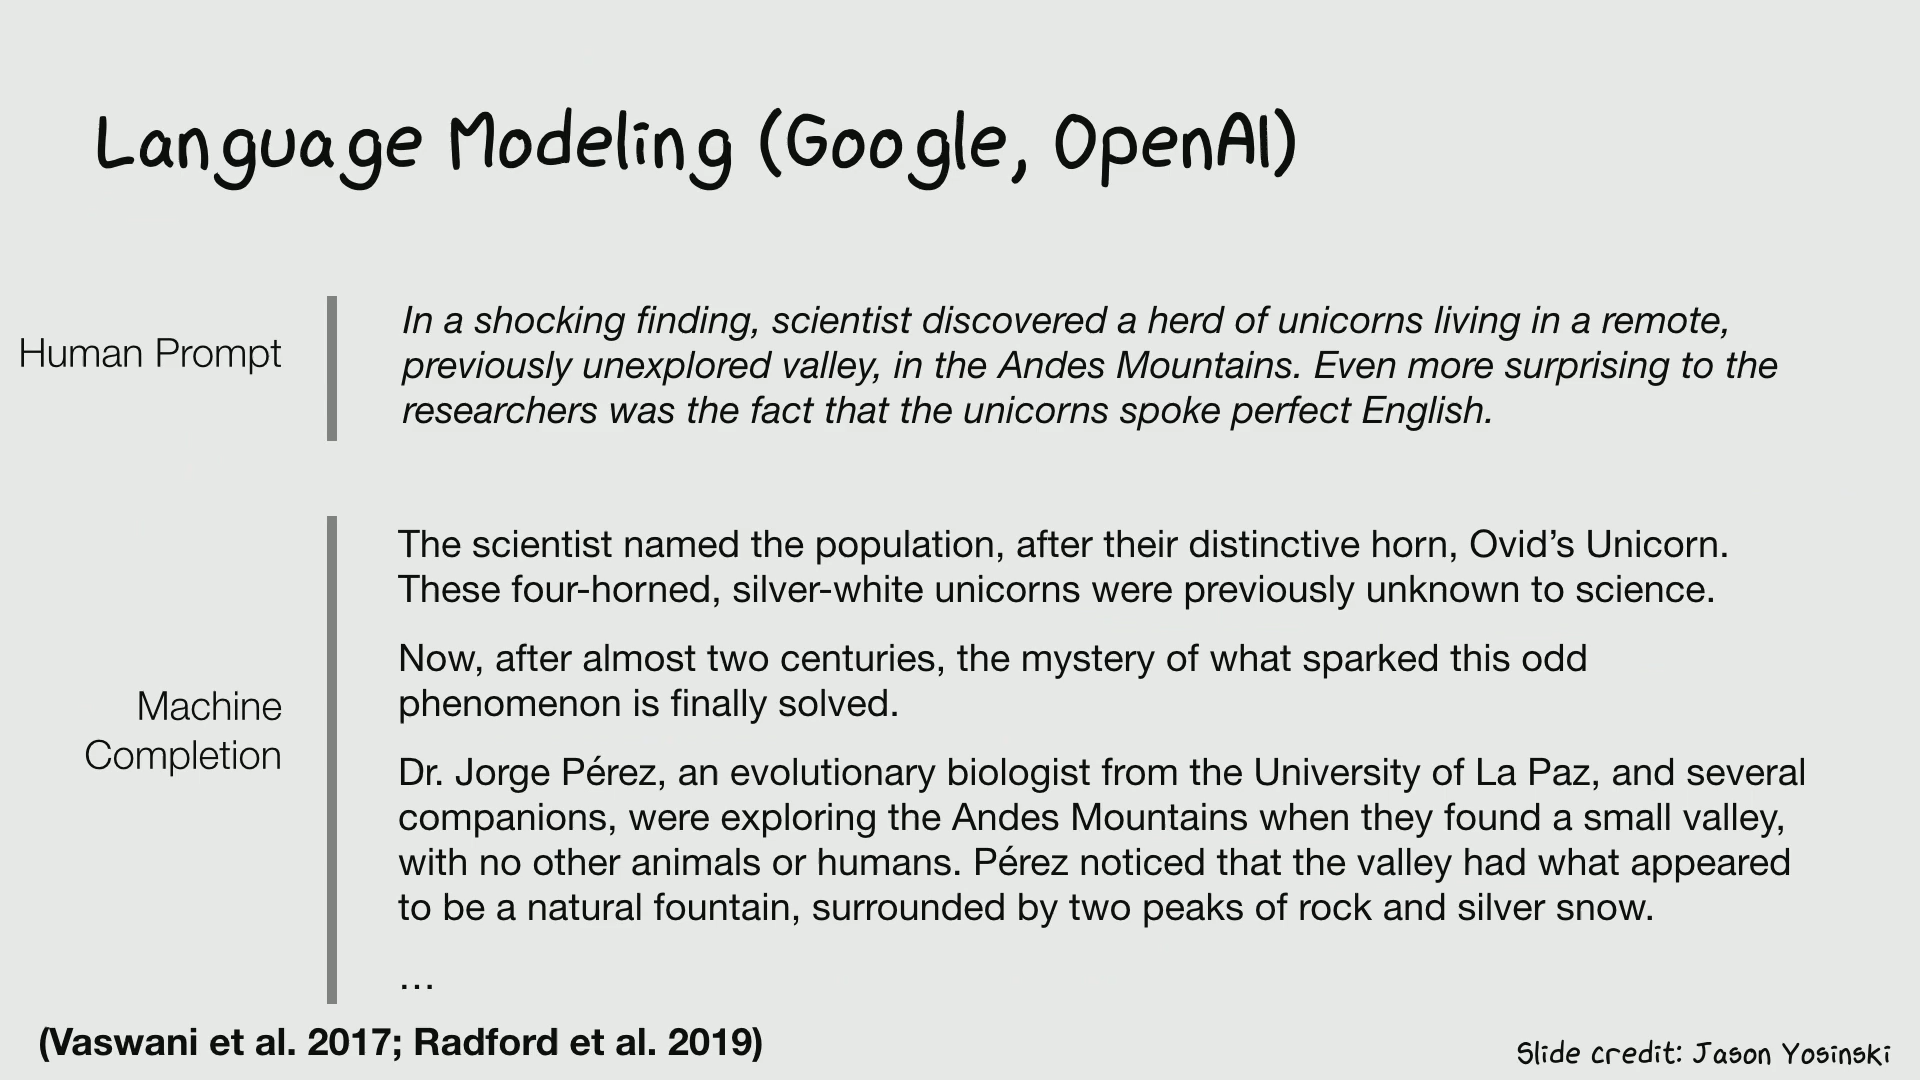 Language Modeling (Google, OpenAI)
Human Prompt
In a shocking finding, scientist discovered a herd of unicorns living in a remote,
previously unexplored valley, in the Andes Mountains. Even more surprising to the
researchers was the fact that the unicorns spoke perfect English.
Machine
Completion
The scientist named the population, after their distinctive horn, Ovid’s Unicorn.
These four-horned, silver-white unicorns were previously unknown to science.
Now, after almost two centuries, the mystery of what sparked this odd
phenomenon is finally solved.
Dr. Jorge Pérez, an evolutionary biologist from the University of La Paz, and several
companions, were exploring the Andes Mountains when they found a small valley,
with no other animals or humans. Pérez noticed that the valley had what appeared
to be a natural fountain, surrounded by two peaks of rock and silver snow.
…
(Vaswani et al. 2017; Radford et al. 2019)
Slide credit: Jason Yosinski